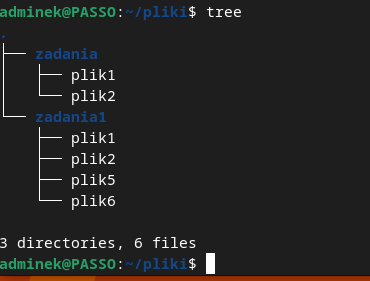 adminek@PASSO:~/pliki$ tree
.
├── zadania
│   ├── plik1
│   └── plik2
└── zadania1
    ├── plik1
    ├── plik2
    ├── plik5
    └── plik6

3 directories, 6 files
adminek@PASSO:~/pliki$